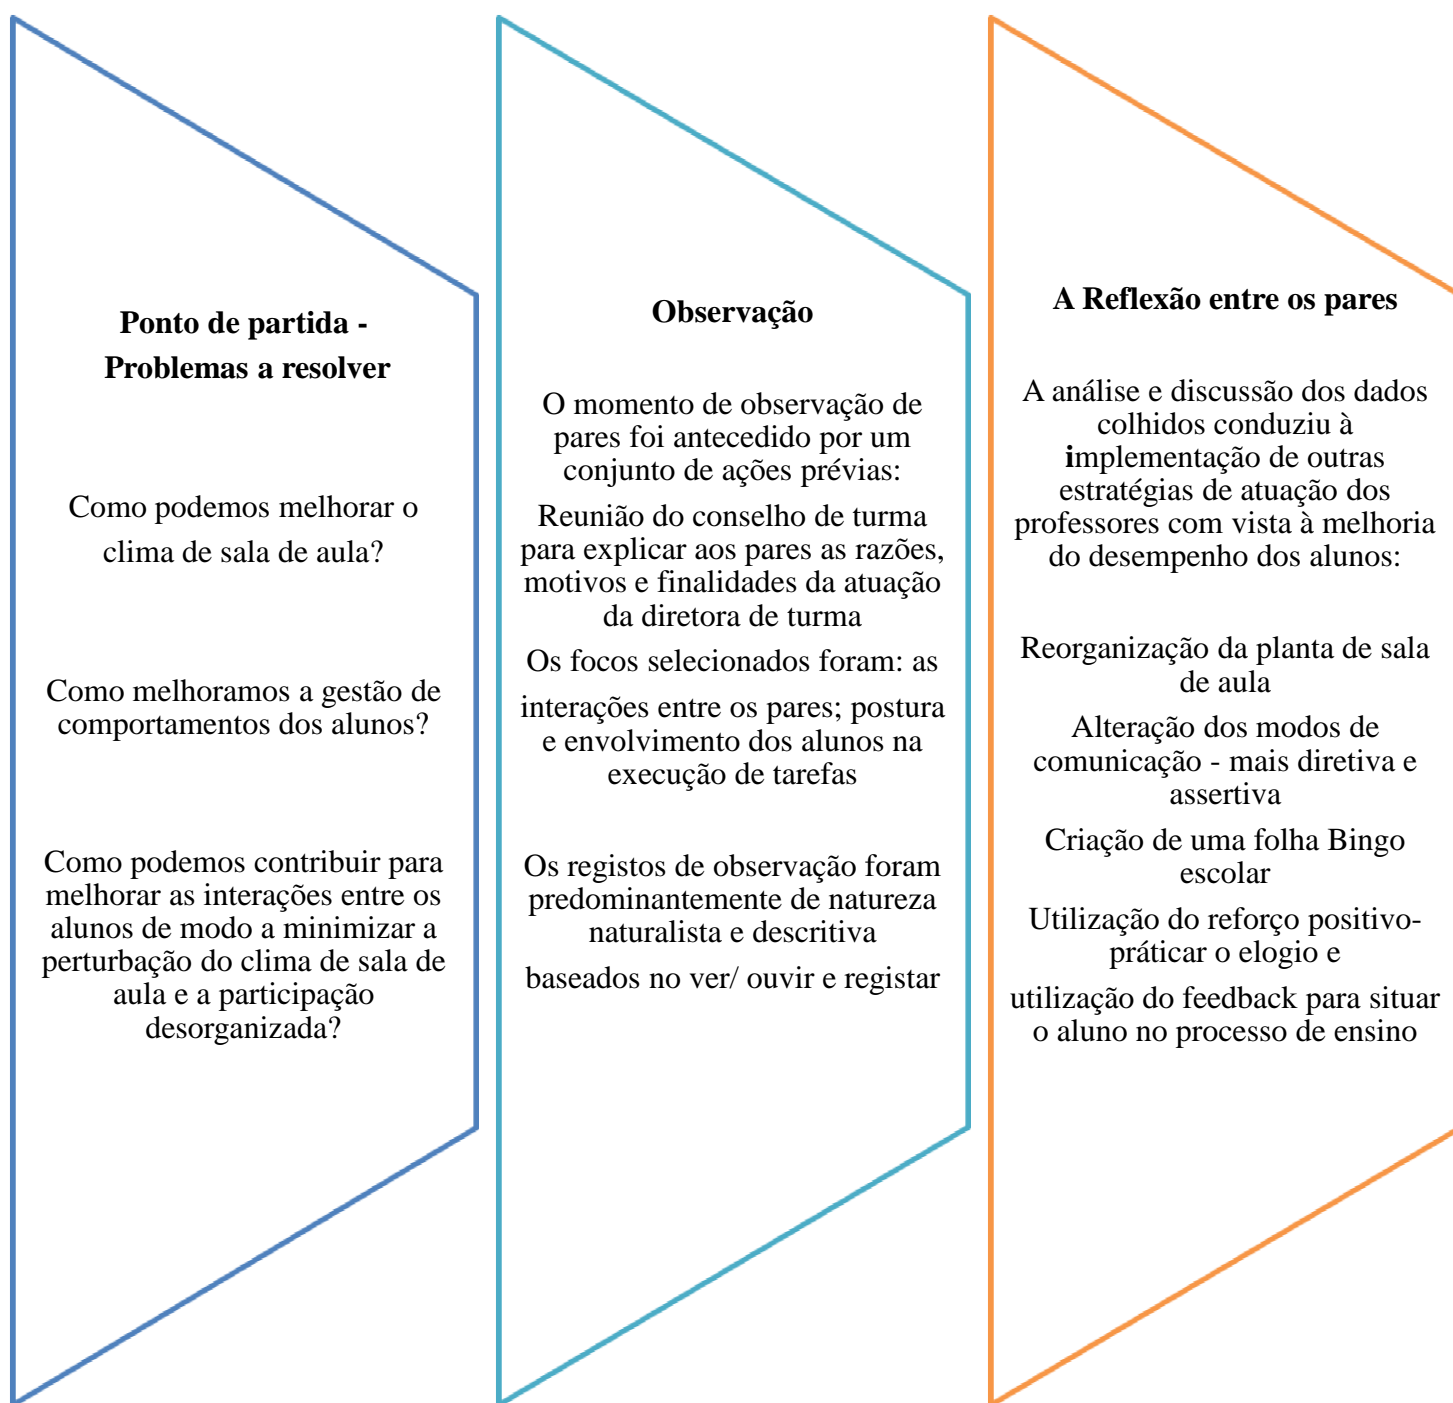 Ponto de partida -
Problemas a resolver
Como podemos melhorar o
clima de sala de aula?
Como melhoramos a gestão de
comportamentos dos alunos?
Como podemos contribuir para
melhorar as interações entre os
alunos de modo a minimizar a
perturbação do clima de sala de
aula e a participação
desorganizada?
Observação
O momento de observação de
pares foi antecedido por um
conjunto de ações prévias:
Reunião do conselho de turma
para explicar aos pares as razões,
motivos e finalidades da atuação
da diretora de turma
Os focos selecionados foram: as
interações entre os pares; postura
e envolvimento dos alunos na
execução de tarefas
Os registos de observação foram
predominantemente de natureza
naturalista e descritiva
baseados no ver/ ouvir e registar
A Reflexão entre os pares
A análise e discussão dos dados
colhidos conduziu à
implementação de outras
estratégias de atuação dos
professores com vista à melhoria
do desempenho dos alunos:
Reorganização da planta de sala
de aula
Alteração dos modos de
comunicação - mais diretiva e
assertiva
Criação de uma folha Bingo
escolar
Utilização do reforço positivo-
práticar o elogio e
utilização do feedback para situar
o aluno no processo de ensino